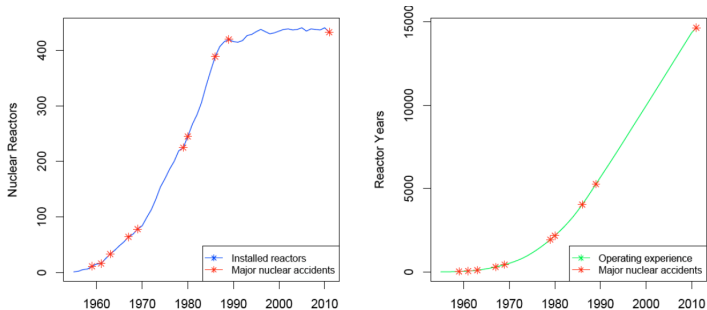 Nuclear Reactors
400
300
200
100
0
Installed reactors
Major nuclear accidents
1960 1970 1980 1990 2000 2010
Reactor Years
15000
10000
5000
0
Operating experience
Major nuclear accidents
1960 1970 1980 1990 2000 2010